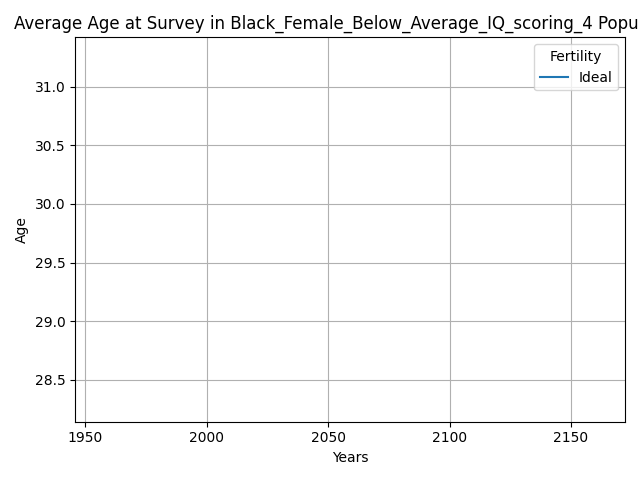 Average Age at Survey in Black_Female_Below_Average_IQ_scoring_4 Popu
Fertility
Ideal
31.0
30.5
30.0
29.5
29.0
28.5
Age
1950 2000 2050 2100 2150
Years